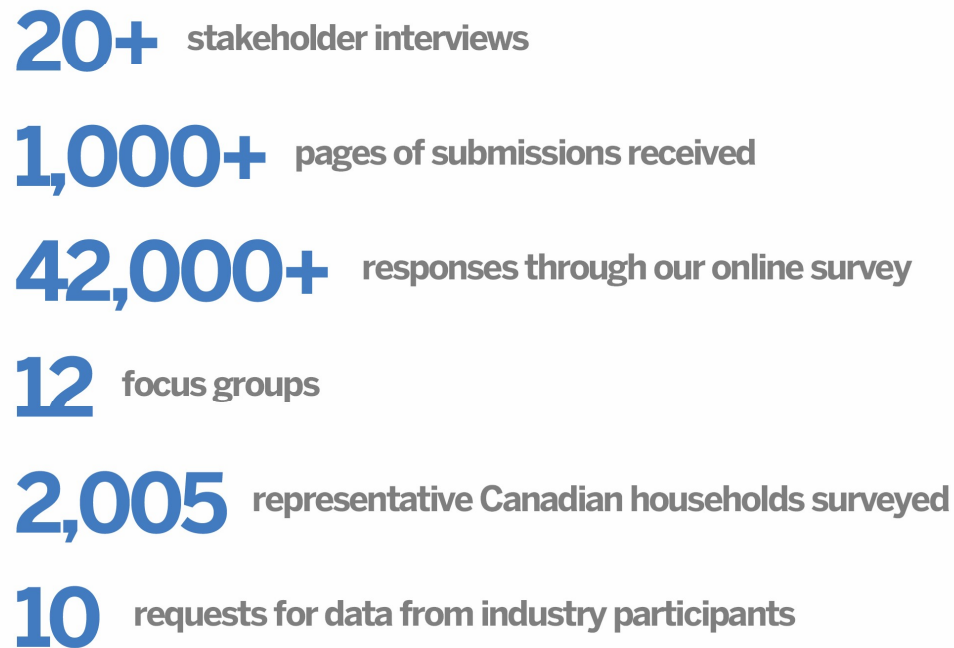 20+ stakeholder interviews
1,000+ pages of submissions received
42,000+ responses through our online survey
12 focus groups
2,005 representative Canadian households surveyed
10 requests for data from industry participants